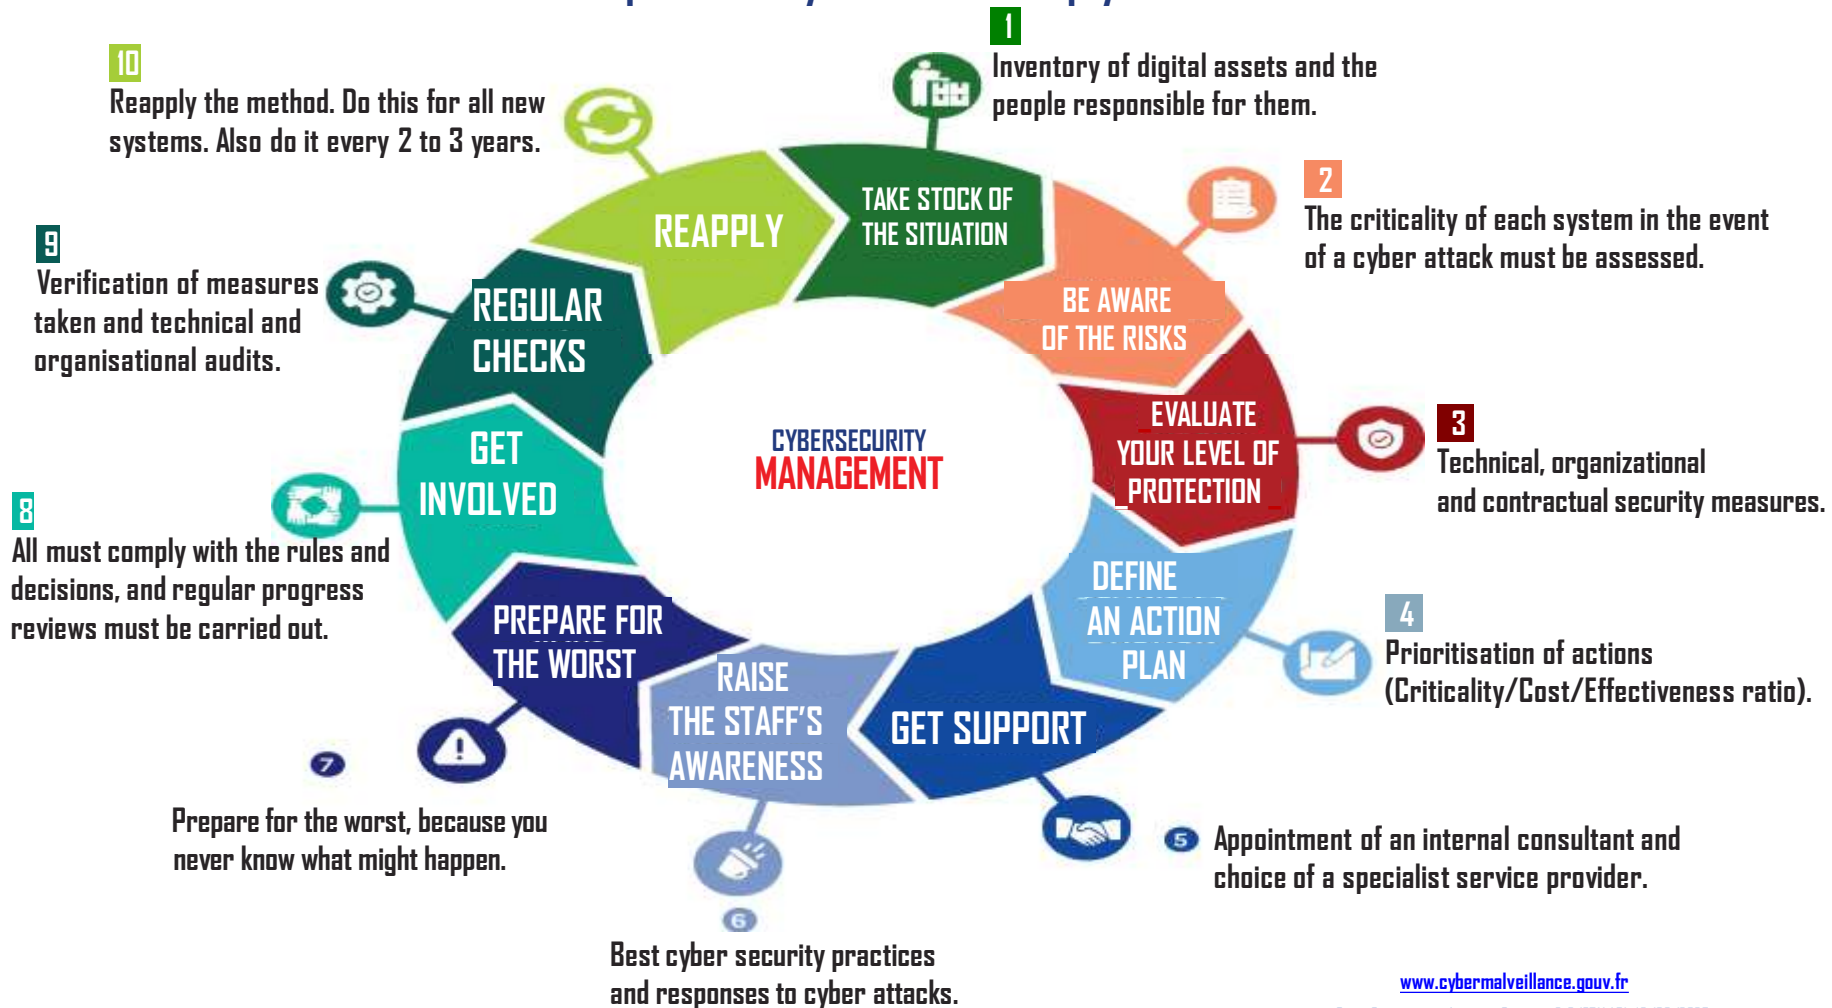 1
Inventory of digital assets and the
people responsible for them.
2
The criticality of each system in the event
of a cyber attack must be assessed.
3
Technical, organizational
and contractual security measures.
4
Prioritisation of actions
(Criticality/Cost/Effectiveness ratio).
5
Appointment of an internal consultant and
choice of a specialist service provider.
6
Best cyber security practices
and responses to cyber attacks.
7
Prepare for the worst, because you
never know what might happen.
8
All must comply with the rules and
decisions, and regular progress
reviews must be carried out.
9
Verification of measures
taken and technical and
organisational audits.
10
Reapply the method. Do this for all new
systems. Also do it every 2 to 3 years.
TAKE STOCK OF
THE SITUATION
BE AWARE
OF THE RISKS
EVALUATE
YOUR LEVEL OF
PROTECTION
DEFINE
AN ACTION
PLAN
GET SUPPORT
RAISE
THE STAFF'S
AWARENESS
PREPARE FOR
THE WORST
GET
INVOLVED
REGULAR
CHECKS
REAPPLY
CYBERSECURITY
MANAGEMENT
www.cybermalveillance.gouv.fr